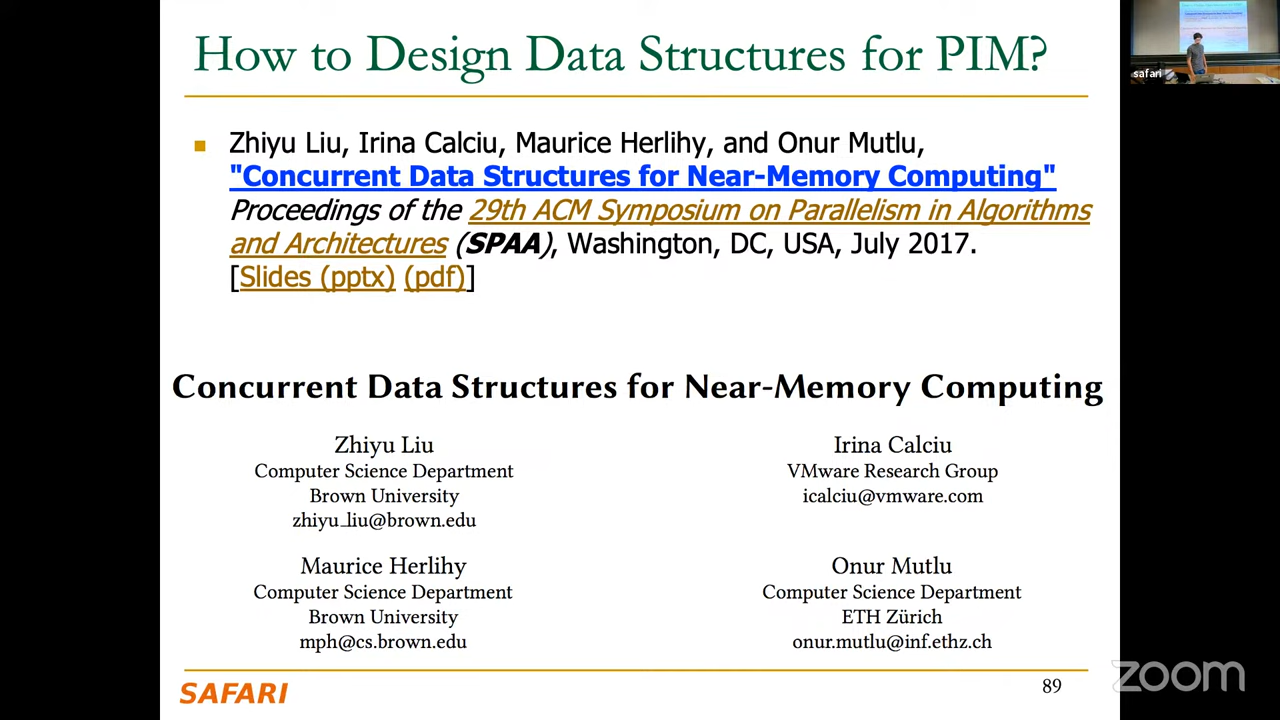 How to Design Data Structures for PIM?
Zhiyu Liu, Irina Calciu, Maurice Herlihy, and Onur Mutlu,
"Concurrent Data Structures for Near-Memory Computing"
Proceedings of the 29th ACM Symposium on Parallelism in Algorithms
and Architectures (SPAA), Washington, DC, USA, July 2017.
[Slides (pptx) (pdf)]
Concurrent Data Structures for Near-Memory Computing
Zhiyu Liu
Computer Science Department
Brown University
zhiyu_liu@brown.edu
Irina Calciu
VMware Research Group
icalciu@vmware.com
Maurice Herlihy
Computer Science Department
Brown University
mph@cs.brown.edu
Onur Mutlu
Computer Science Department
ETH Zürich
onur.mutlu@inf.ethz.ch
SAFARI
89
safari
zoom